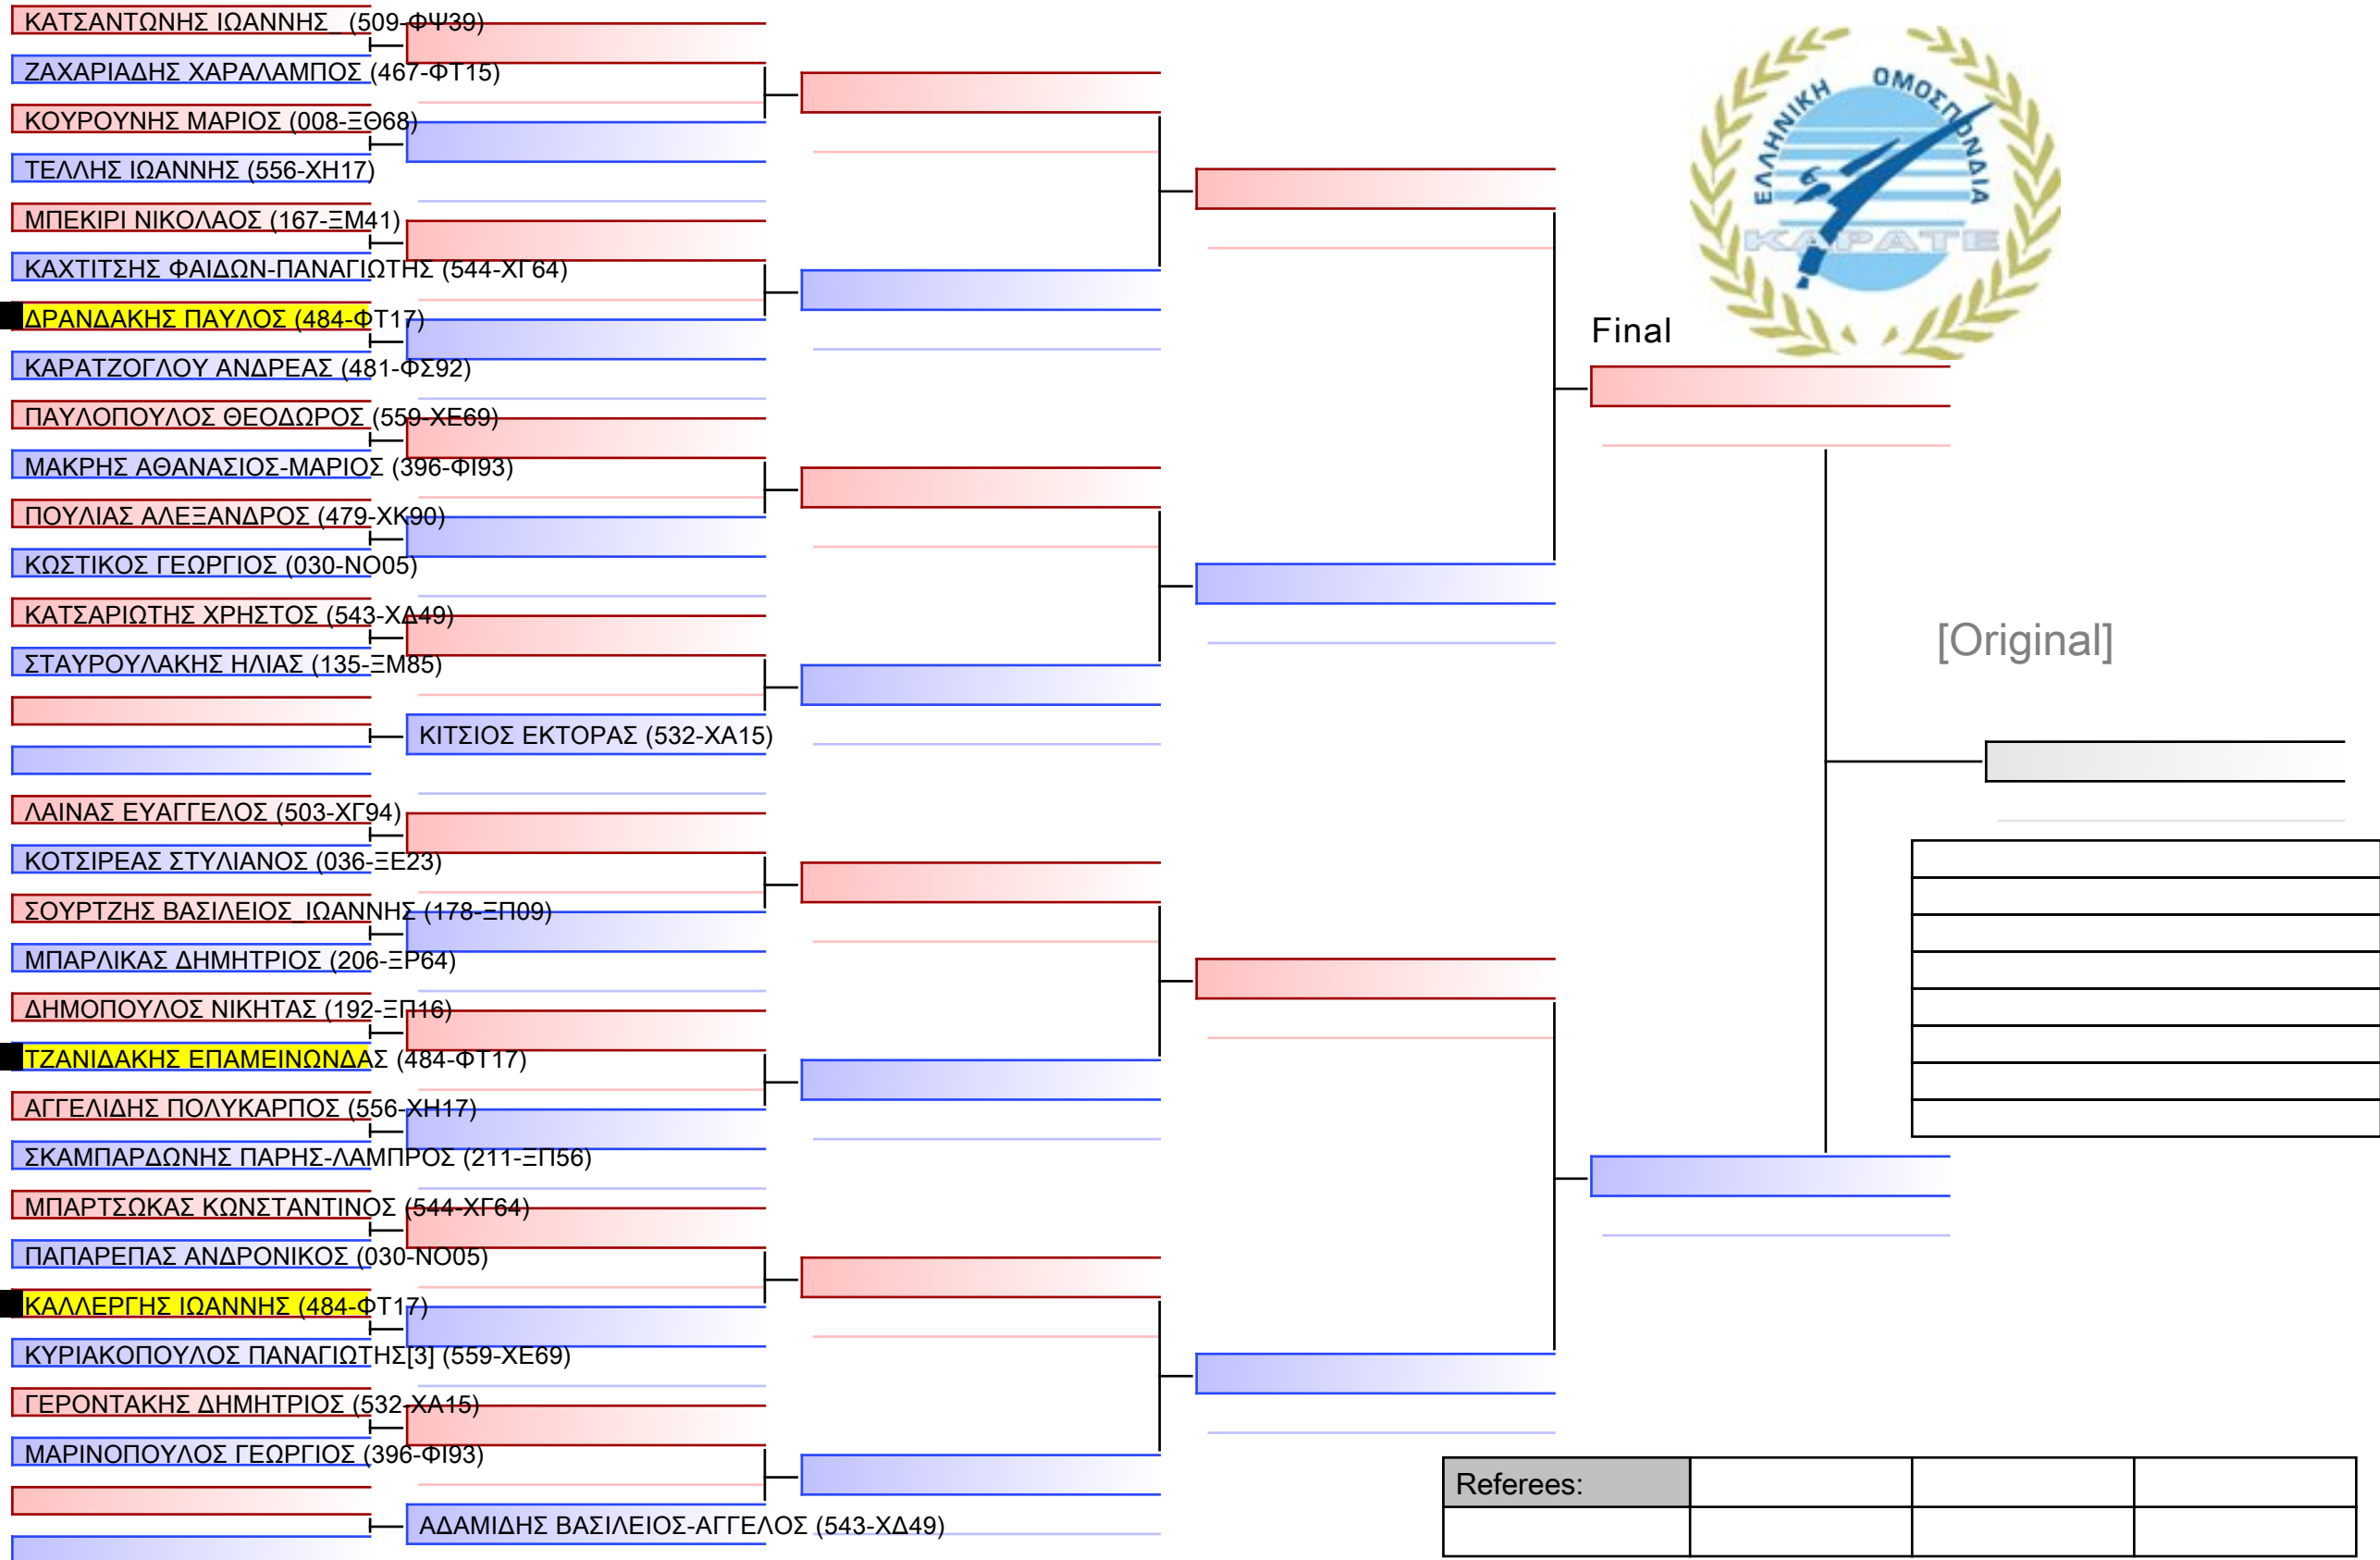 ΚΑΤΣΑΝΤΩΝΗΣ ΙΩΑΝΝΗΣ_ (509-ΦΨ39)
ΖΑΧΑΡΙΑΔΗΣ ΧΑΡΑΛΑΜΠΟΣ (467-ΦΤ15)
ΚΟΥΡΟΥΝΗΣ ΜΑΡΙΟΣ (008-ΞΘ68)
ΤΕΛΛΗΣ ΙΩΑΝΝΗΣ (556-ΧΗ17)
ΜΠΕΚΙΡΙ ΝΙΚΟΛΑΟΣ (167-ΞΜ41)
ΚΑΧΤΙΤΣΗΣ ΦΑΙΔΩΝ-ΠΑΝΑΓΙΩΤΗΣ (544-ΧΓ64)
ΔΡΑΝΔΑΚΗΣ ΠΑΥΛΟΣ (484-ΦΤ17)
ΚΑΡΑΤΖΟΓΛΟΥ ΑΝΔΡΕΑΣ (481-ΦΣ92)
ΠΑΥΛΟΠΟΥΛΟΣ ΘΕΟΔΩΡΟΣ (559-ΧΕ69)
ΜΑΚΡΗΣ ΑΘΑΝΑΣΙΟΣ-ΜΑΡΙΟΣ (396-ΦΙ93)
ΠΟΥΛΙΑΣ ΑΛΕΞΑΝΔΡΟΣ (479-ΧΚ90)
ΚΩΣΤΙΚΟΣ ΓΕΩΡΓΙΟΣ (030-ΝΟ05)
ΚΑΤΣΑΡΙΩΤΗΣ ΧΡΗΣΤΟΣ (543-ΧΔ49)
ΣΤΑΥΡΟΥΛΑΚΗΣ ΗΛΙΑΣ (135-ΞΜ85)
ΚΙΤΣΙΟΣ ΕΚΤΟΡΑΣ (532-ΧΑ15)
ΛΑΙΝΑΣ ΕΥΑΓΓΕΛΟΣ (503-ΧΓ94)
ΚΟΤΣΙΡΕΑΣ ΣΤΥΛΙΑΝΟΣ (036-ΞΕ23)
ΣΟΥΡΤΖΗΣ ΒΑΣΙΛΕΙΟΣ_ΙΩΑΝΝΗΣ (178-ΞΠ09)
ΜΠΑΡΛΙΚΑΣ ΔΗΜΗΤΡΙΟΣ (206-ΞΡ64)
ΔΗΜΟΠΟΥΛΟΣ ΝΙΚΗΤΑΣ (192-ΞΠ16)
ΤΖΑΝΙΔΑΚΗΣ ΕΠΑΜΕΙΝΩΝΔΑΣ (484-ΦΤ17)
ΑΓΓΕΛΙΔΗΣ ΠΟΛΥΚΑΡΠΟΣ (556-ΧΗ17)
ΣΚΑΜΠΑΡΔΩΝΗΣ ΠΑΡΗΣ-ΛΑΜΠΡΟΣ (211-ΞΠ56)
ΜΠΑΡΤΣΩΚΑΣ ΚΩΝΣΤΑΝΤΙΝΟΣ (544-ΧΓ64)
ΠΑΠΑΡΕΠΑΣ ΑΝΔΡΟΝΙΚΟΣ (030-ΝΟ05)
ΚΑΛΛΕΡΓΗΣ ΙΩΑΝΝΗΣ (484-ΦΤ17)
ΚΥΡΙΑΚΟΠΟΥΛΟΣ ΠΑΝΑΓΙΩΤΗΣ[3] (559-ΧΕ69)
ΓΕΡΟΝΤΑΚΗΣ ΔΗΜΗΤΡΙΟΣ (532-ΧΑ15)
ΜΑΡΙΝΟΠΟΥΛΟΣ ΓΕΩΡΓΙΟΣ (396-ΦΙ93)
ΑΔΑΜΙΔΗΣ ΒΑΣΙΛΕΙΟΣ-ΑΓΓΕΛΟΣ (543-ΧΔ49)
ΕΛΛΗΝΙΚΗ ΟΜΟΣΠΟΝΔΙΑ
ΚΑΡΑΤΕ
Final
[Original]
Referees: